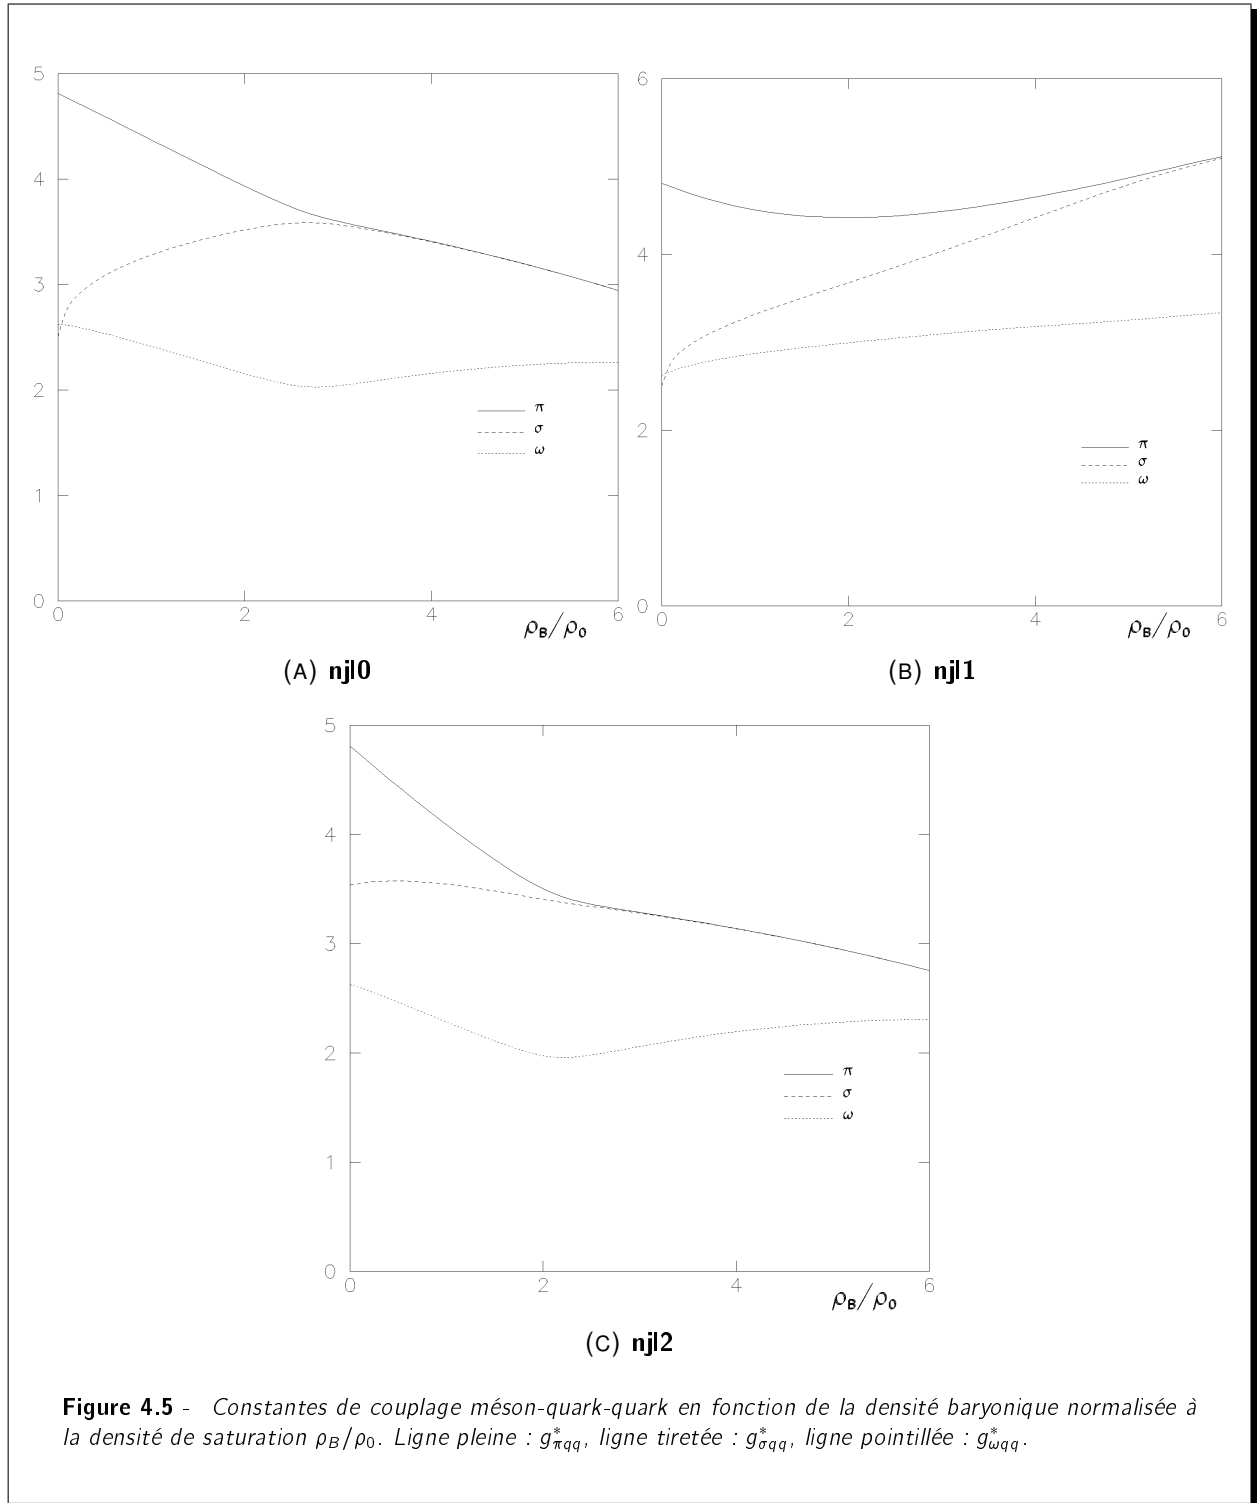 5
4
3
2
1
0
0 2 4 6
π
σ
ω
ρB/ρ0
(A) njl0
6
4
2
0
0 2 4 6
π
σ
ω
ρB/ρ0
(B) njl1
5
4
3
2
1
0
0 2 4 6
π
σ
ω
ρB/ρ0
(C) njl2
Figure 4.5 - Constantes de couplage méson-quark-quark en fonction de la densité baryonique normalisée à
la densité de saturation ρB/ρ0. Ligne pleine : g*πqq, ligne tiretée : g*σqq, ligne pointillée : g*ωqq.